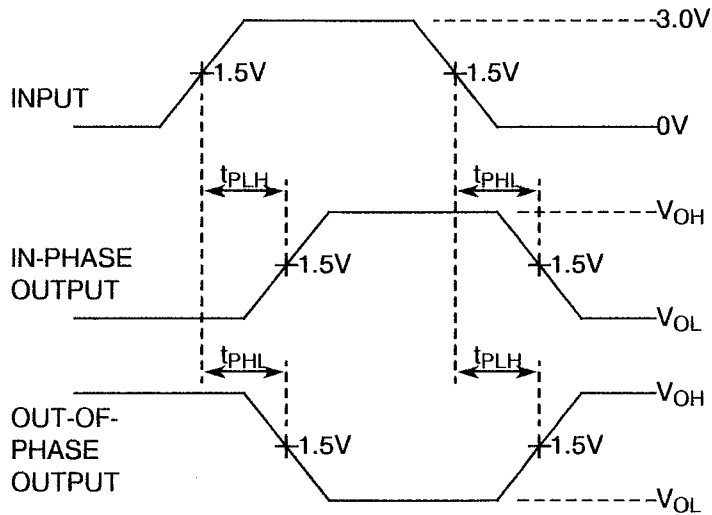 3.0V
1.5V
1.5V
INPUT
0V
tPLH
tPHL
VOH
IN-PHASE
OUTPUT
1.5V
1.5V
VOL
tPHL
tPLH
VOH
OUT-OF-
PHASE
OUTPUT
1.5V
1.5V
VOL